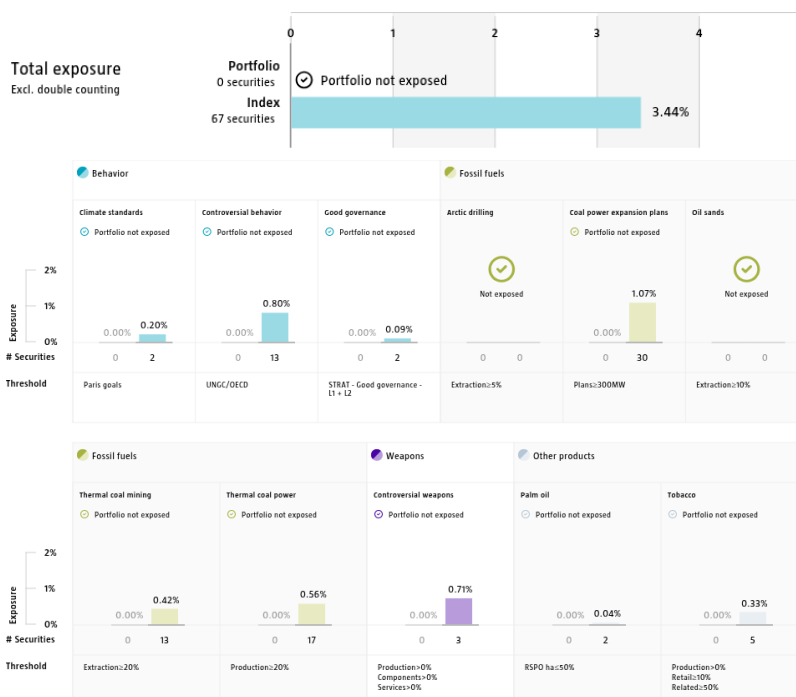 0 1 2 3 4
Total exposure
Excl. double counting
Portfolio
0 securities
Portfolio not exposed
Index
67 securities
3.44%
Behavior
Fossil fuels
Climate standards
Controversial behavior
Good governance
Arctic drilling
Coal power expansion plans
Oil sands
Portfolio not exposed
Portfolio not exposed
Portfolio not exposed
Not exposed
Portfolio not exposed
Not exposed
Exposure
2%
1%
0%
0.00% 0.20%
0.00% 0.80%
0.00% 0.09%
0.00% 1.07%
# Securities
0 2
0 13
0 2
0 0
0 30
0 0
Threshold
Paris goals
UNGC/OECD
STRAT - Good governance -
L1 + L2
Extraction≥5%
Plans≥300MW
Extraction≥10%
Fossil fuels
Weapons
Other products
Thermal coal mining
Thermal coal power
Controversial weapons
Palm oil
Tobacco
Portfolio not exposed
Portfolio not exposed
Portfolio not exposed
Portfolio not exposed
Portfolio not exposed
Exposure
2%
1%
0%
0.00% 0.42%
0.00% 0.56%
0.00% 0.71%
0.00% 0.04%
0.00% 0.33%
# Securities
0 13
0 17
0 3
0 2
0 5
Threshold
Extraction≥20%
Production≥20%
Production>0%
Components>0%
Services>0%
RSPO ha≤50%
Production>0%
Retail≥10%
Related≥50%